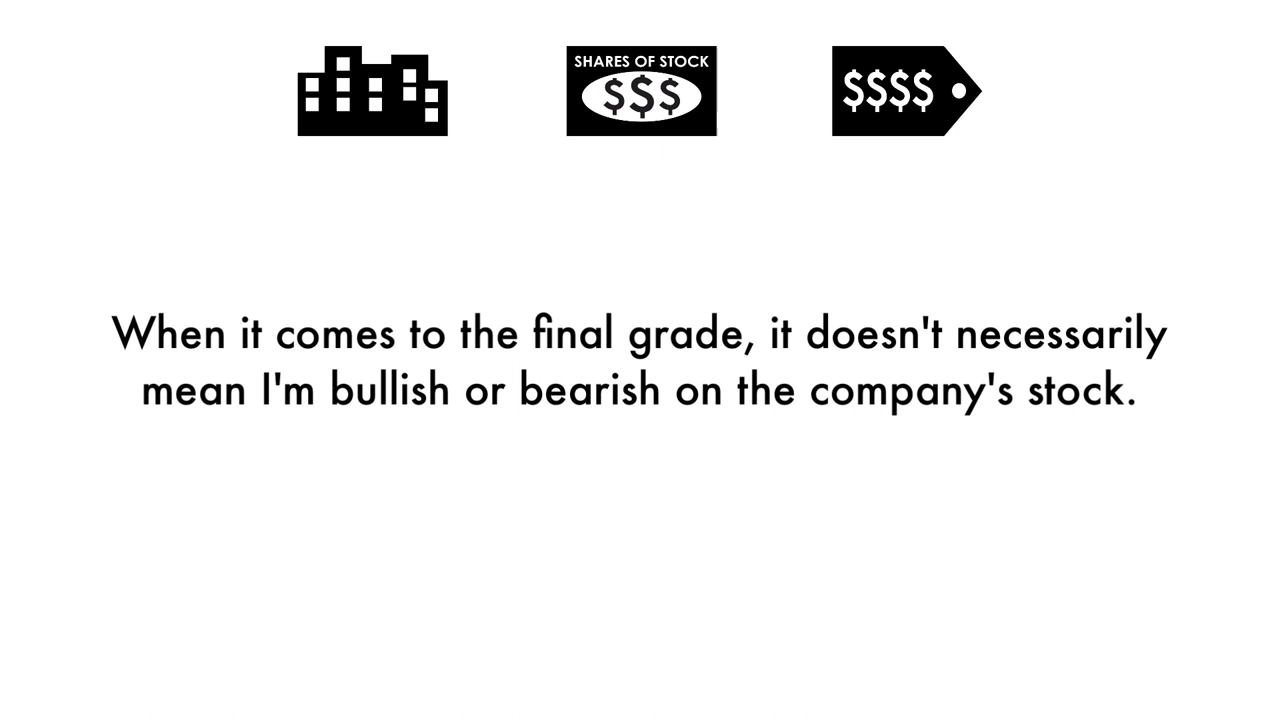 SHARES OF STOCK
$$$
$$$$
When it comes to the final grade, it doesn't necessarily
mean I'm bullish or bearish on the company's stock.